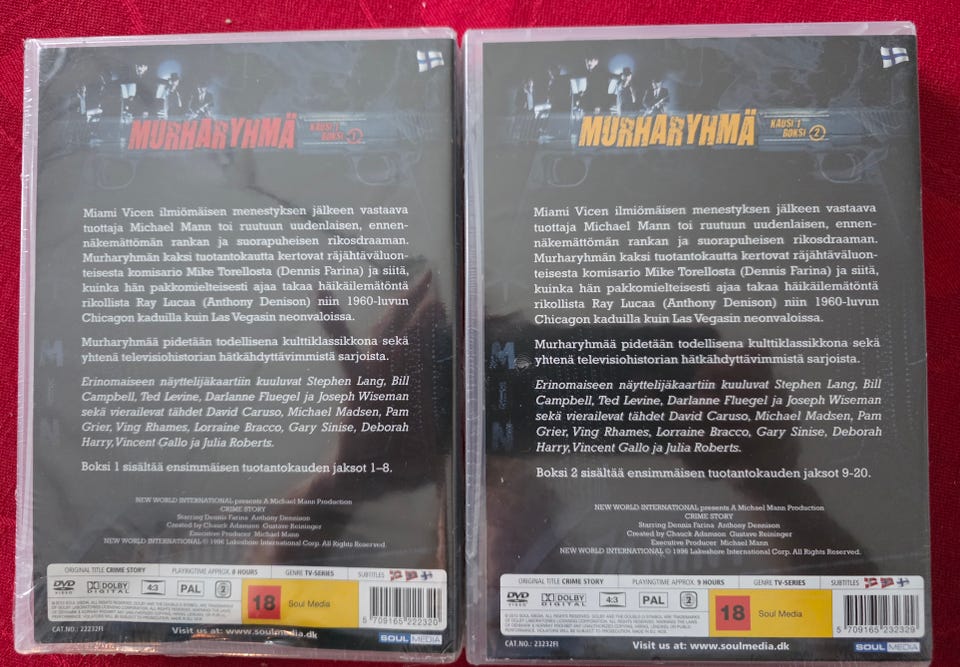 MURHARYHMÄ
KAUSI 1
BOKSI 1
Miami Vicen ilmiömäisen menestyksen jälkeen vastaava
tuottaja Michael Mann toi ruutuun uudenlaisen, ennen-
näkemättömän rankan ja suorapuheisen rikosdraaman.
Murharyhmän kaksi tuotantokautta kertovat räjähtäväluon-
teisesta komisario Mike Torellosta (Dennis Farina) ja siitä,
kuinka hän pakkomielteisesti ajaa takaa häikäilemätöntä
rikollista Ray Lucaa (Anthony Denison) niin 1960-luvun
Chicagon kaduilla kuin Las Vegasin neonvaloissa.
Murharyhmää pidetään todellisena kulttiklassikkona sekä
yhtenä televisiohistorian hätkähdyttävimmistä sarjoista.
Erinomaiseen näyttelijäkaartiin kuuluvat Stephen Lang, Bill
Campbell, Ted Levine, Darlanne Fluegel ja Joseph Wiseman
sekä vierailevat tähdet David Caruso, Michael Madsen, Pam
Grier, Ving Rhames, Lorraine Bracco, Gary Sinise, Deborah
Harry, Vincent Gallo ja Julia Roberts.
Boksi 1 sisältää ensimmäisen tuotantokauden jaksot 1–8.
NEW WORLD INTERNATIONAL presents A Michael Mann Production
CRIME STORY
Starring Dennis Farina Anthony Dennison
Created by Chauck Adamson Gustave Reininger
Executive Producer Michael Mann
NEW WORLD INTERNATIONAL © 1996 Lakeshore International Corp. All Rights Reserved.
ORIGINAL TITLE CRIME STORY PLAYINGTIME APPROX. 8 HOURS GENRE TV-SERIES SUBTITLES
DVD VIDEO DOLBY DIGITAL 4:3 PAL 2 18 Soul Media
5 709165 222320
CAT.NO.: 22232FI Visit us at: www.soulmedia.dk SOUL MEDIA
MURHARYHMÄ
KAUSI 1
BOKSI 2
Miami Vicen ilmiömäisen menestyksen jälkeen vastaava
tuottaja Michael Mann toi ruutuun uudenlaisen, ennen-
näkemättömän rankan ja suorapuheisen rikosdraaman.
Murharyhmän kaksi tuotantokautta kertovat räjähtäväluon-
teisesta komisario Mike Torellosta (Dennis Farina) ja siitä,
kuinka hän pakkomielteisesti ajaa takaa häikäilemätöntä
rikollista Ray Lucaa (Anthony Denison) niin 1960-luvun
Chicagon kaduilla kuin Las Vegasin neonvaloissa.
Murharyhmää pidetään todellisena kulttiklassikkona sekä
yhtenä televisiohistorian hätkähdyttävimmistä sarjoista.
Erinomaiseen näyttelijäkaartiin kuuluvat Stephen Lang, Bill
Campbell, Ted Levine, Darlanne Fluegel ja Joseph Wiseman
sekä vierailevat tähdet David Caruso, Michael Madsen, Pam
Grier, Ving Rhames, Lorraine Bracco, Gary Sinise, Deborah
Harry, Vincent Gallo ja Julia Roberts.
Boksi 2 sisältää ensimmäisen tuotantokauden jaksot 9-20.
NEW WORLD INTERNATIONAL presents A Michael Mann Production
CRIME STORY
Starring Dennis Farina Anthony Dennison
Created by Chauck Adamson Gustave Reininger
Executive Producer Michael Mann
NEW WORLD INTERNATIONAL © 1996 Lakeshore International Corp. All Rights Reserved.
ORIGINAL TITLE CRIME STORY PLAYINGTIME APPROX. 9 HOURS GENRE TV-SERIES SUBTITLES
DVD VIDEO DOLBY DIGITAL 4:3 PAL 2 18 Soul Media
5 709165 232329
CAT.NO.: 23232FI Visit us at: www.soulmedia.dk SOUL MEDIA